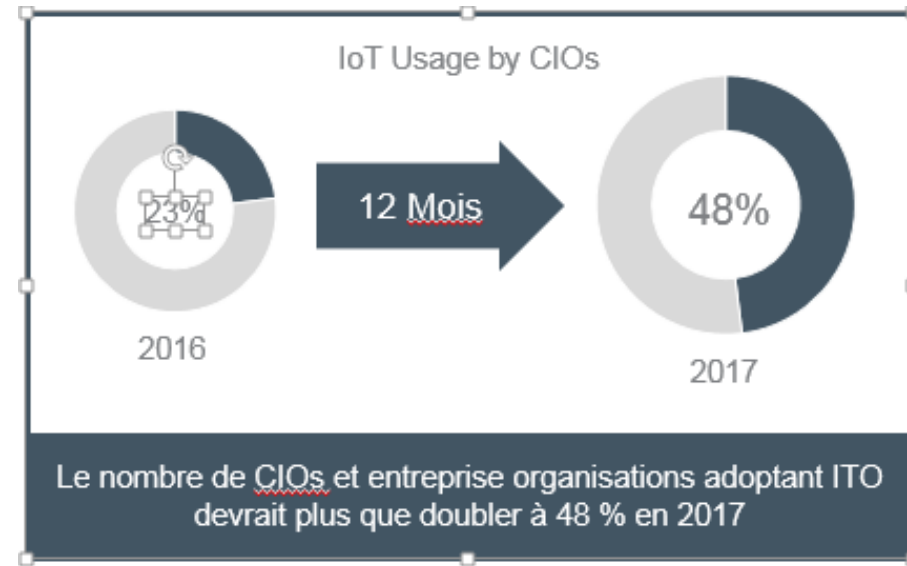 IoT Usage by CIOs
23%
12 Mois
48%
2016
2017
Le nombre de CIOs et entreprise organisations adoptant ITO
devrait plus que doubler à 48 % en 2017